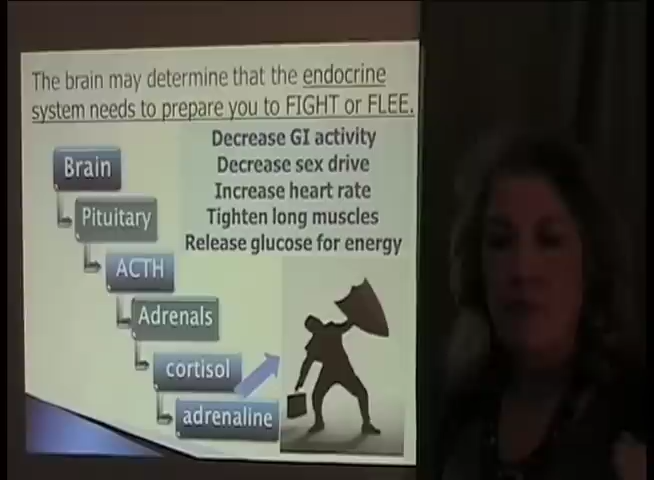 The brain may determine that the endocrine
system needs to prepare you to FIGHT or FLEE.
Decrease GI activity
Decrease sex drive
Increase heart rate
Tighten long muscles
Release glucose for energy
Brain
Pituitary
ACTH
Adrenals
cortisol
adrenaline